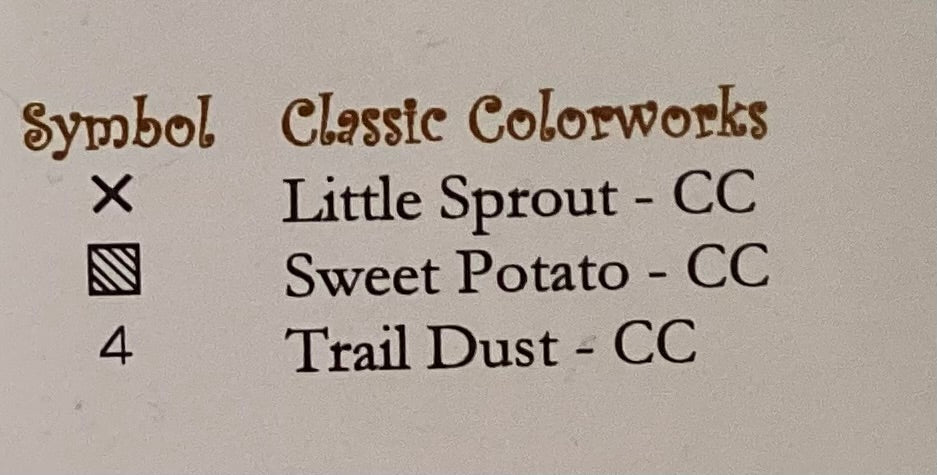 Symbol Classic Colorworks
× Little Sprout - CC
▧ Sweet Potato - CC
4 Trail Dust - CC